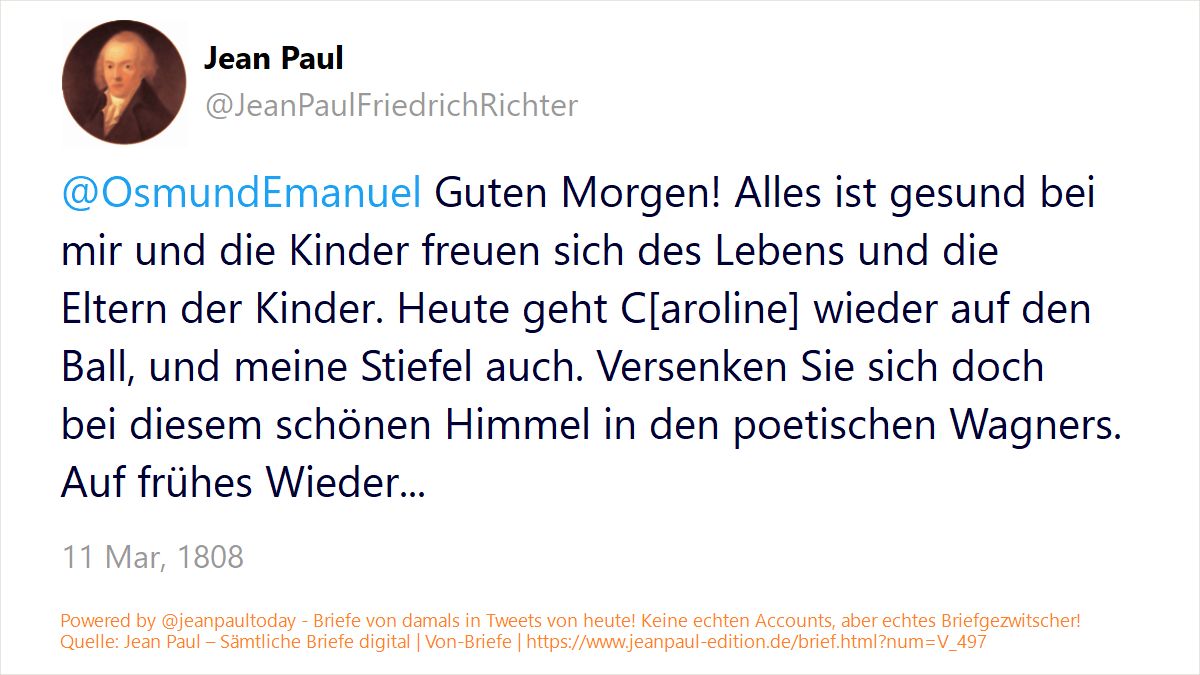 Jean Paul
@JeanPaulFriedrichRichter
@OsmundEmanuel Guten Morgen! Alles ist gesund bei
mir und die Kinder freuen sich des Lebens und die
Eltern der Kinder. Heute geht C[aroline] wieder auf den
Ball, und meine Stiefel auch. Versenken Sie sich doch
bei diesem schönen Himmel in den poetischen Wagners.
Auf frühes Wieder...
11 Mar, 1808
Powered by @jeanpaultoday - Briefe von damals in Tweets von heute! Keine echten Accounts, aber echtes Briefgezwitscher!
Quelle: Jean Paul – Sämtliche Briefe digital | Von-Briefe | https://www.jeanpaul-edition.de/brief.html?num=V_497